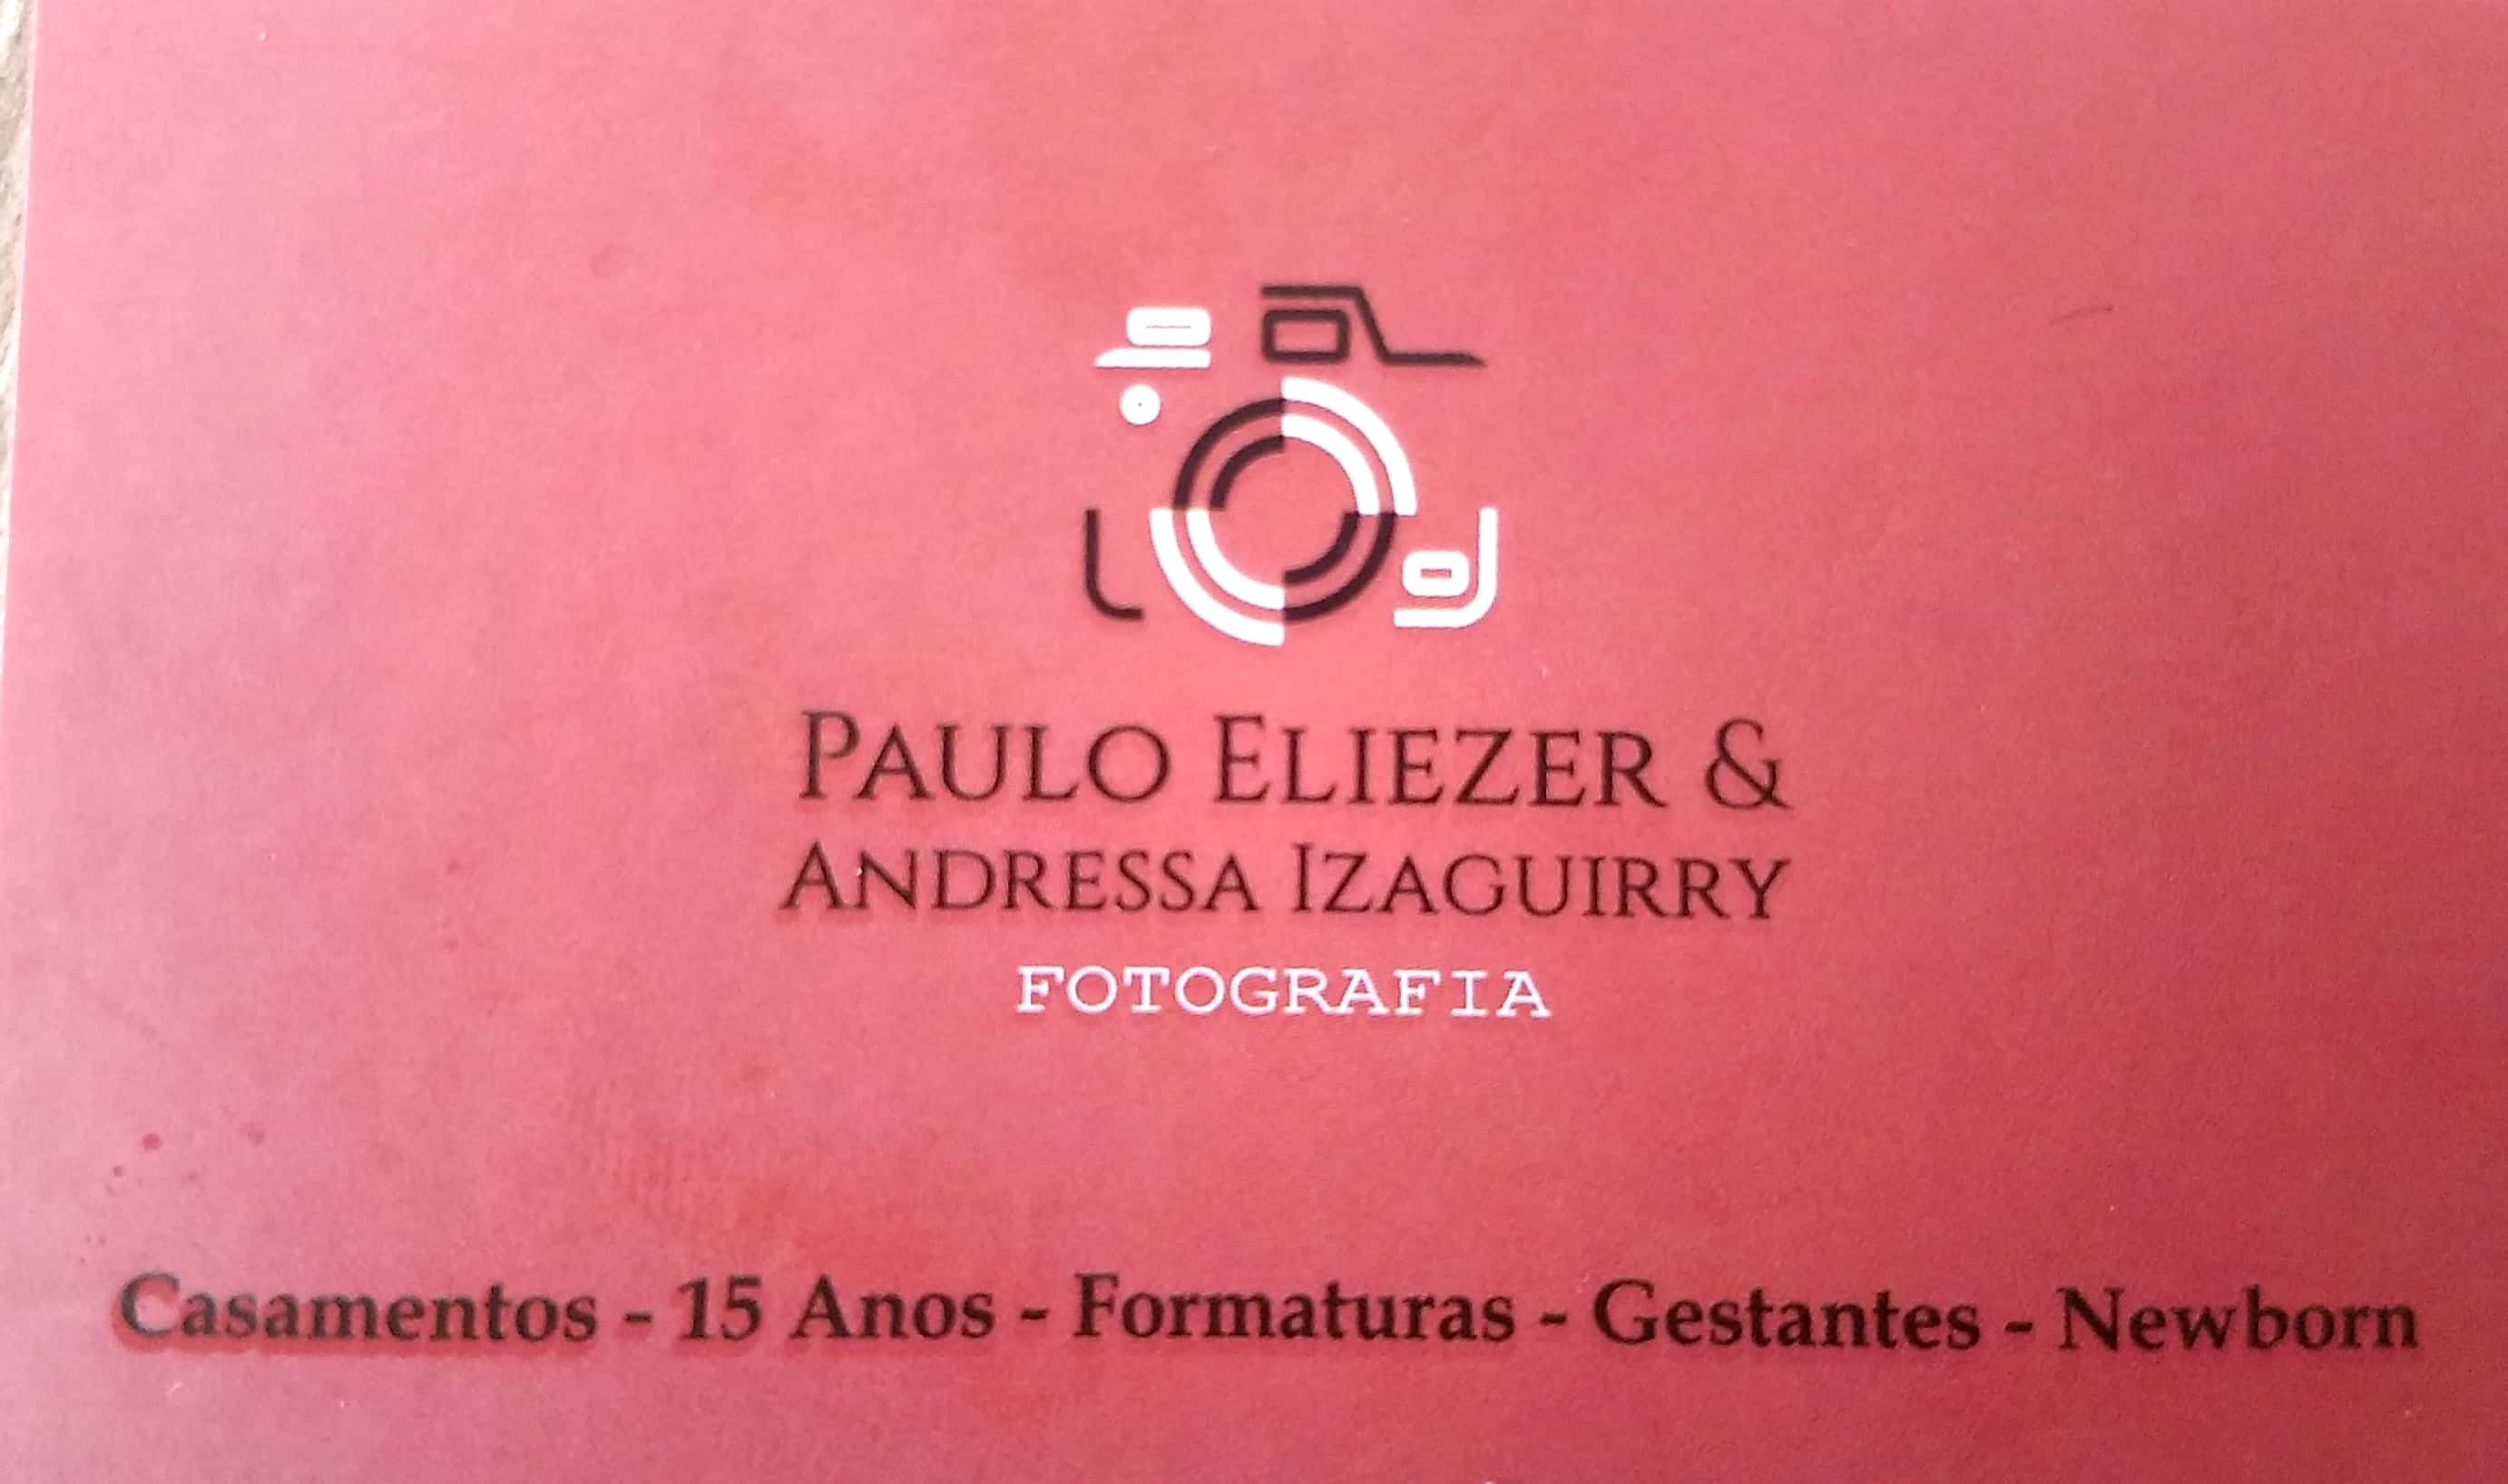 PAULO ELIEZER &
ANDRESSA IZAGUIRRY
FOTOGRAFIA
Casamentos - 15 Anos - Formaturas - Gestantes - Newborn